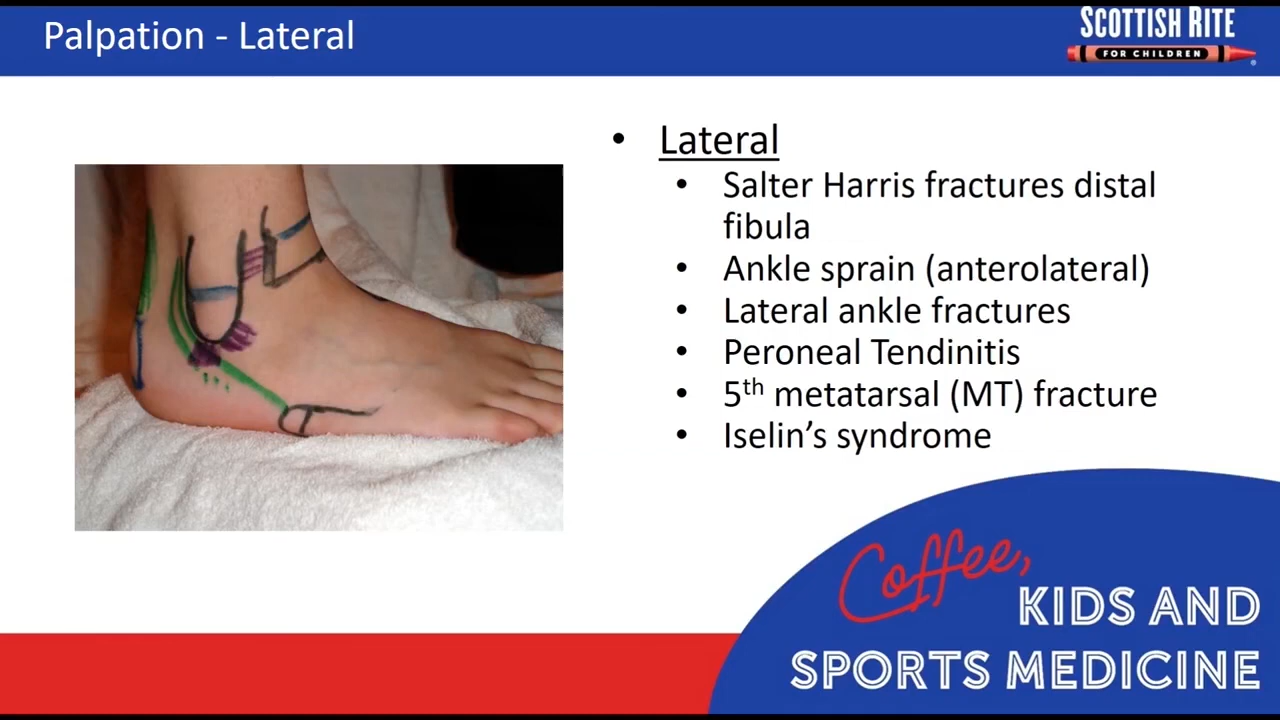 Palpation - Lateral
SCOTTISH RITE
FOR CHILDREN
• Lateral
• Salter Harris fractures distal
fibula
• Ankle sprain (anterolateral)
• Lateral ankle fractures
• Peroneal Tendinitis
• 5th metatarsal (MT) fracture
• Iselin’s syndrome
Coffee,
KIDS AND
SPORTS MEDICINE